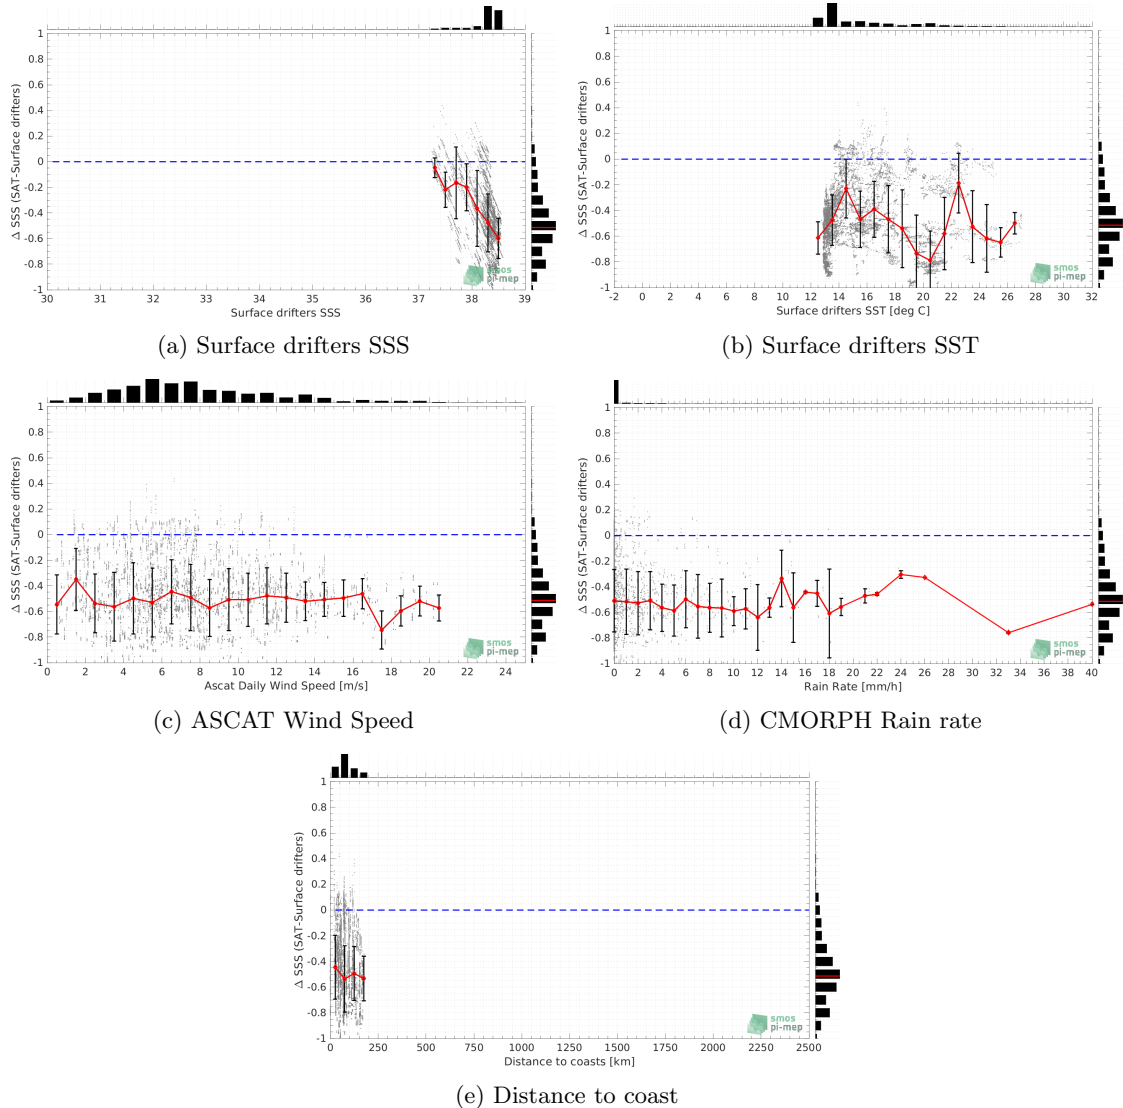 1
0.8
0.6
0.4
0.2
0
-0.2
-0.4
-0.6
-0.8
-1
Δ SSS (SAT-Surface drifters)
30 31 32 33 34 35 36 37 38 39
Surface drifters SSS
smos
pi-mep
(a) Surface drifters SSS
1
0.8
0.6
0.4
0.2
0
-0.2
-0.4
-0.6
-0.8
-1
Δ SSS (SAT-Surface drifters)
-2 0 2 4 6 8 10 12 14 16 18 20 22 24 26 28 30 32
Surface drifters SST [deg C]
smos
pi-mep
(b) Surface drifters SST
1
0.8
0.6
0.4
0.2
0
-0.2
-0.4
-0.6
-0.8
-1
Δ SSS (SAT-Surface drifters)
0 2 4 6 8 10 12 14 16 18 20 22 24
Ascat Daily Wind Speed [m/s]
smos
pi-mep
(c) ASCAT Wind Speed
1
0.8
0.6
0.4
0.2
0
-0.2
-0.4
-0.6
-0.8
-1
Δ SSS (SAT-Surface drifters)
0 2 4 6 8 10 12 14 16 18 20 22 24 26 28 30 32 34 36 38 40
Rain Rate [mm/h]
smos
pi-mep
(d) CMORPH Rain rate
1
0.8
0.6
0.4
0.2
0
-0.2
-0.4
-0.6
-0.8
-1
Δ SSS (SAT-Surface drifters)
0 250 500 750 1000 1250 1500 1750 2000 2250 2500
Distance to coasts [km]
smos
pi-mep
(e) Distance to coast